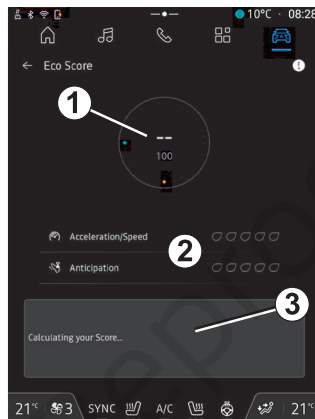 10°C · 08:28
← Eco Score
1
--
100
Acceleration/Speed
2
Anticipation
3
Calculating your Score...
21°C 3 SYNC A/C 21°C